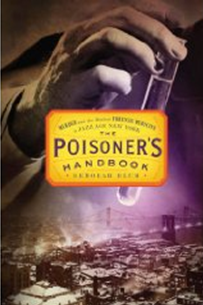 MURDER and the Birth of FORENSIC MEDICINE
in JAZZ AGE NEW YORK
THE
POISONER'S
HANDBOOK
DEBORAH BLUM